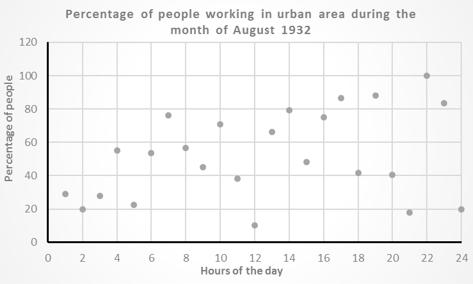 Percentage of people working in urban area during the
month of August 1932
120
100
80
60
40
20
0
Percentage of people
0 2 4 6 8 10 12 14 16 18 20 22 24
Hours of the day